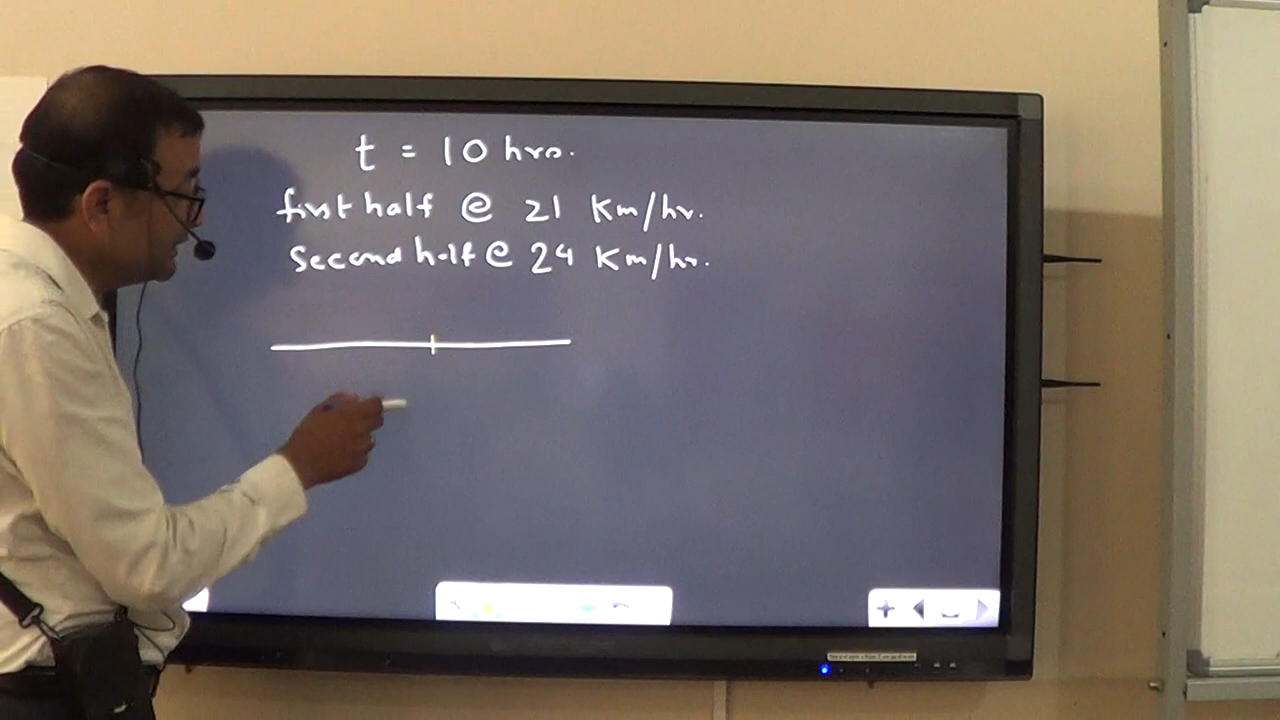 t = 10 hrs.
first half @ 21 Km/hr.
Second half @ 24 Km/hr.